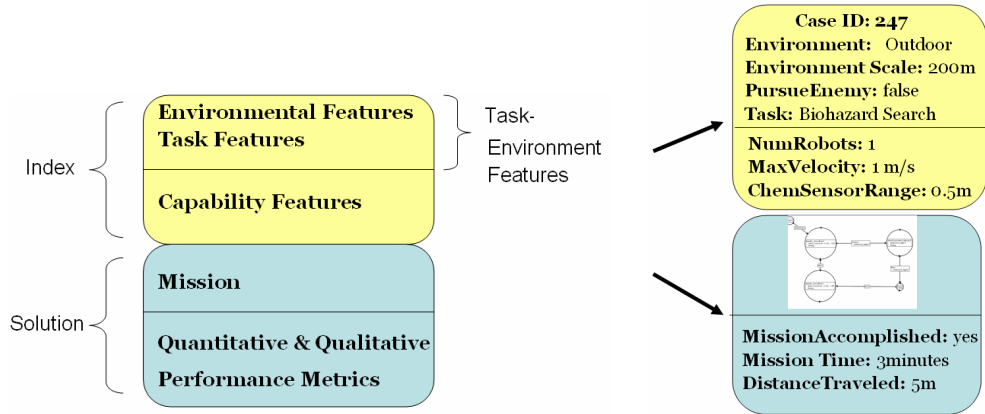 Index
Solution
Environmental Features
Task Features
Capability Features
Mission
Quantitative & Qualitative
Performance Metrics
Task-
Environment
Features
Case ID: 247
Environment: Outdoor
Environment Scale: 200m
PursueEnemy: false
Task: Biohazard Search
NumRobots: 1
MaxVelocity: 1 m/s
ChemSensorRange: 0.5m
MissionAccomplished: yes
Mission Time: 3minutes
DistanceTraveled: 5m